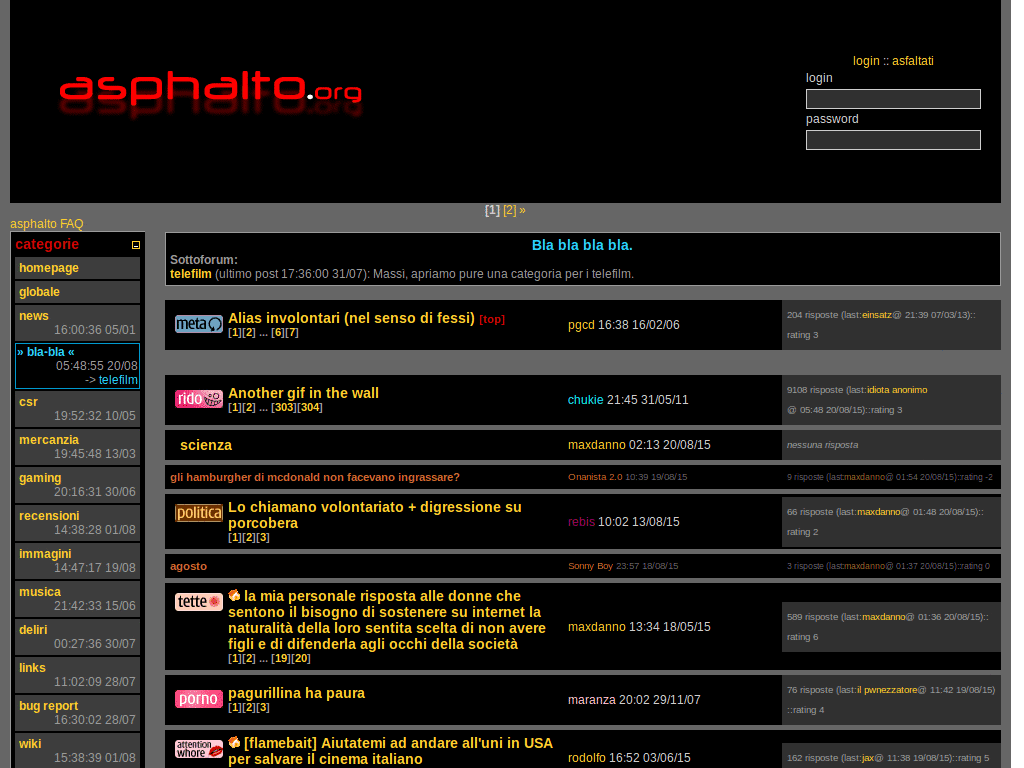 asphalto.org
login :: asfaltati
login
password
[1] [2] »
asphalto FAQ
categorie
homepage
globale
news
16:00:36 05/01
» bla-bla «
05:48:55 20/08
-> telefilm
csr
19:52:32 10/05
mercanzia
19:45:48 13/03
gaming
20:16:31 30/06
recensioni
14:38:28 01/08
immagini
14:47:17 19/08
musica
21:42:33 15/06
deliri
00:27:36 30/07
links
11:02:09 28/07
bug report
16:30:02 28/07
wiki
15:38:39 01/08
Bla bla bla bla.
Sottoforum:
telefilm (ultimo post 17:36:00 31/07): Massì, apriamo pure una categoria per i telefilm.
meta
Alias involontari (nel senso di fessi) [top]
[1][2] ... [6][7]
pgcd 16:38 16/02/06
204 risposte (last:einsatz@ 21:39 07/03/13)::
rating 3
rido
Another gif in the wall
[1][2] ... [303][304]
chukie 21:45 31/05/11
9108 risposte (last:idiota anonimo
@ 05:48 20/08/15)::rating 3
scienza
maxdanno 02:13 20/08/15
nessuna risposta
gli hamburgher di mcdonald non facevano ingrassare?
Onanista 2.0 10:39 19/08/15
9 risposte (last:maxdanno@ 01:54 20/08/15)::rating -2
politica
Lo chiamano volontariato + digressione su
porcobera
[1][2][3]
rebis 10:02 13/08/15
66 risposte (last:maxdanno@ 01:48 20/08/15)::
rating 2
agosto
Sonny Boy 23:57 18/08/15
3 risposte (last:maxdanno@ 01:37 20/08/15)::rating 0
tette
la mia personale risposta alle donne che
sentono il bisogno di sostenere su internet la
naturalità della loro sentita scelta di non avere
figli e di difenderla agli occhi della società
[1][2] ... [19][20]
maxdanno 13:34 18/05/15
589 risposte (last:maxdanno@ 01:36 20/08/15)::
rating 6
porno
pagurillina ha paura
[1][2][3]
maranza 20:02 29/11/07
76 risposte (last:il pwnezzatore@ 11:42 19/08/15)
::rating 4
attention
whore
[flamebait] Aiutatemi ad andare all'uni in USA
per salvare il cinema italiano
rodolfo 16:52 03/06/15
162 risposte (last:jax@ 11:38 19/08/15)::rating 5